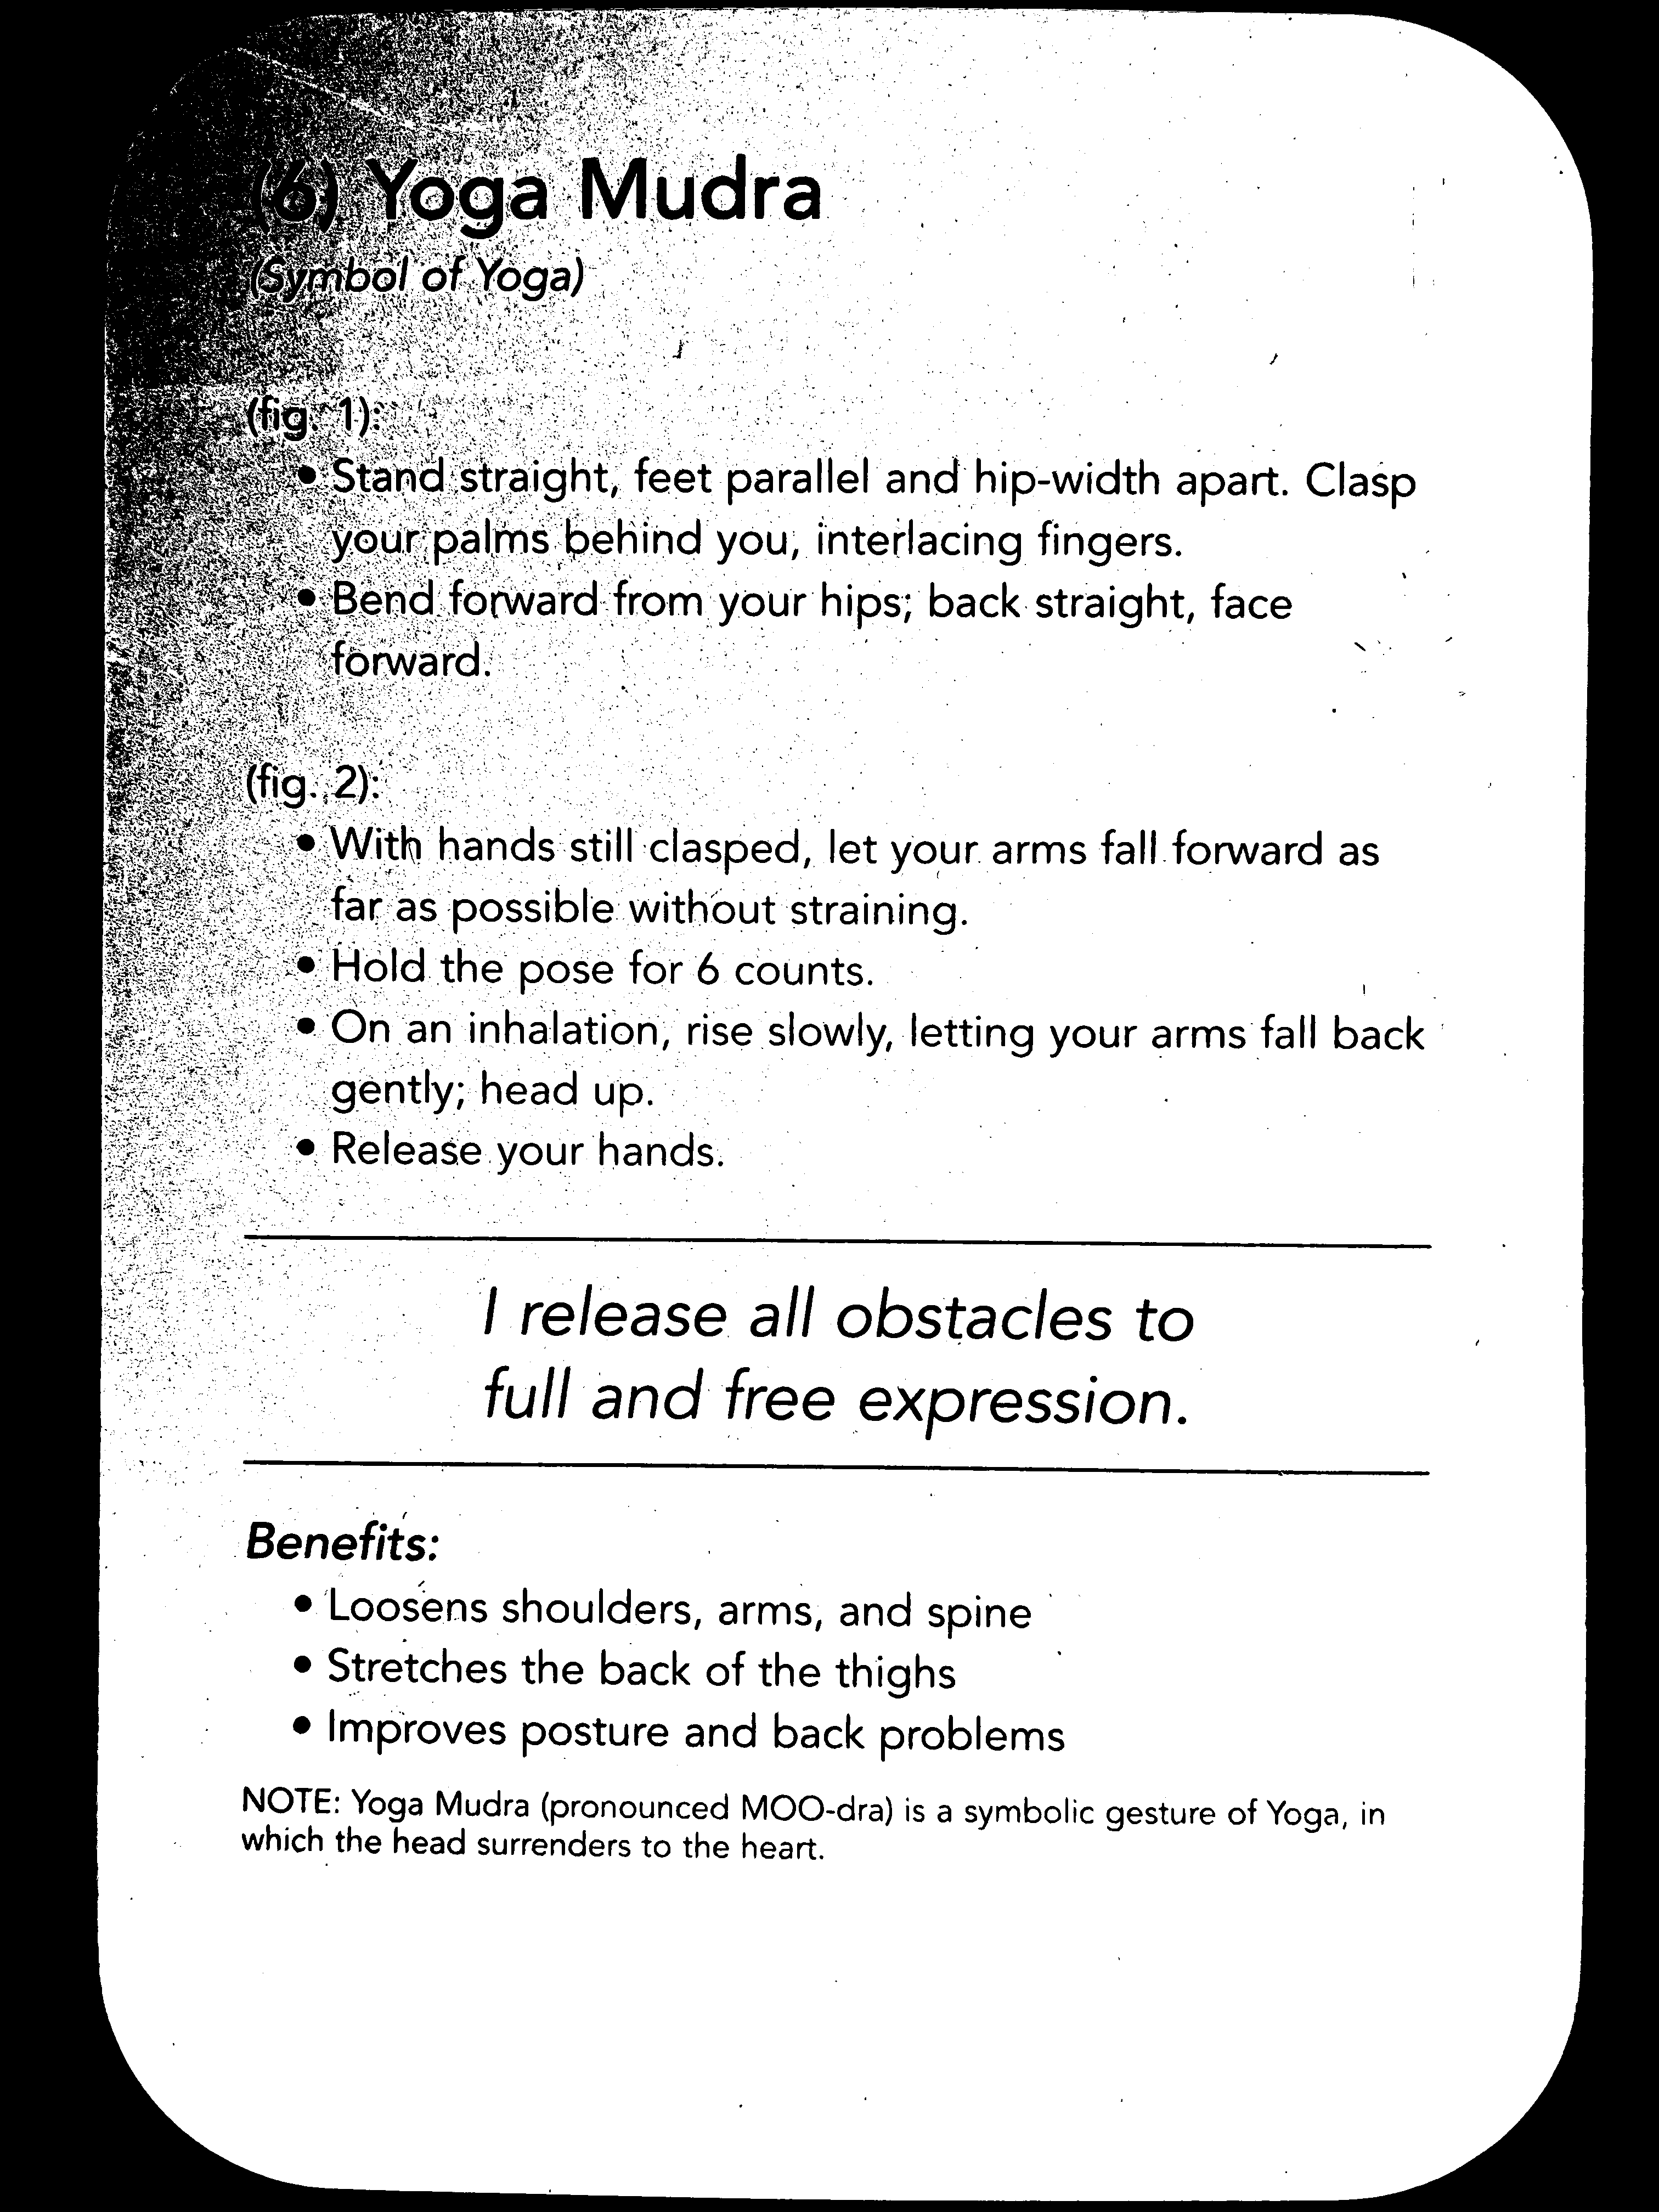 (6) Yoga Mudra
(Symbol of Yoga)
(fig. 1):
• Stand straight, feet parallel and hip-width apart. Clasp
your palms behind you, interlacing fingers.
• Bend forward from your hips; back straight, face
forward.
(fig. 2):
• With hands still clasped, let your arms fall forward as
far as possible without straining.
• Hold the pose for 6 counts.
• On an inhalation, rise slowly, letting your arms fall back
gently; head up.
• Release your hands.
I release all obstacles to
full and free expression.
Benefits:
• Loosens shoulders, arms, and spine
• Stretches the back of the thighs
• Improves posture and back problems
NOTE: Yoga Mudra (pronounced MOO-dra) is a symbolic gesture of Yoga, in
which the head surrenders to the heart.